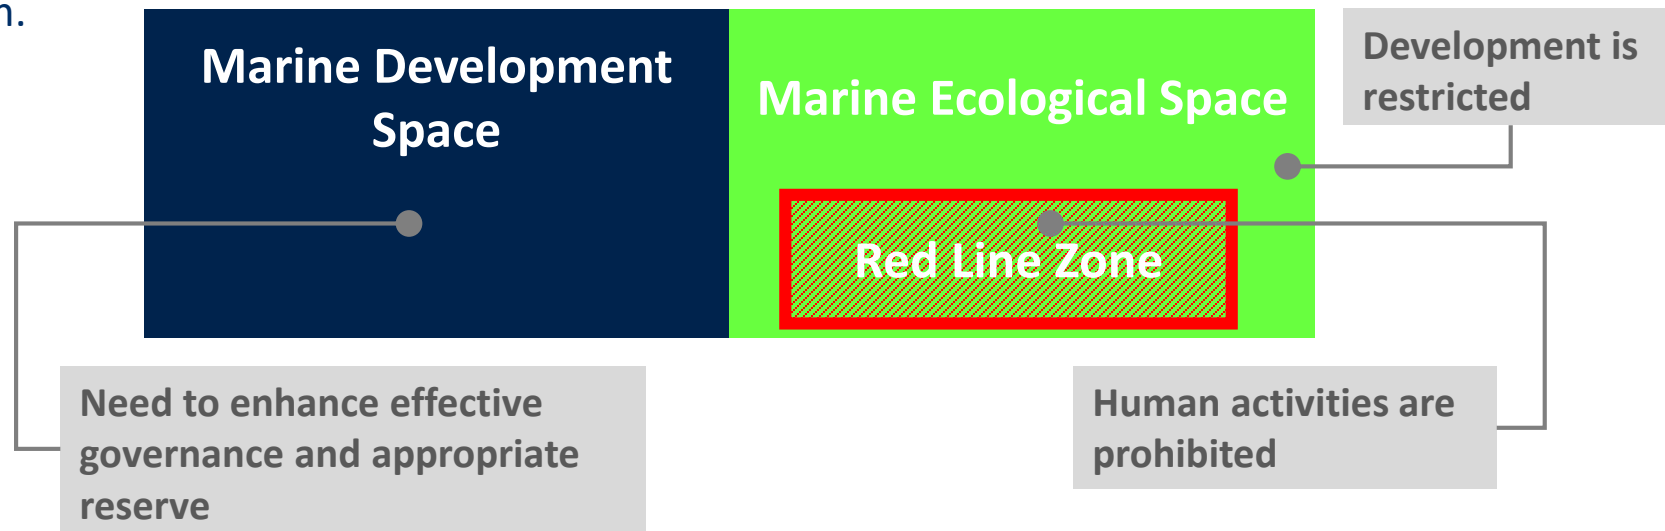 n.
Marine Development
Space
Marine Ecological Space
Development is
restricted
Red Line Zone
Need to enhance effective
governance and appropriate
reserve
Human activities are
prohibited